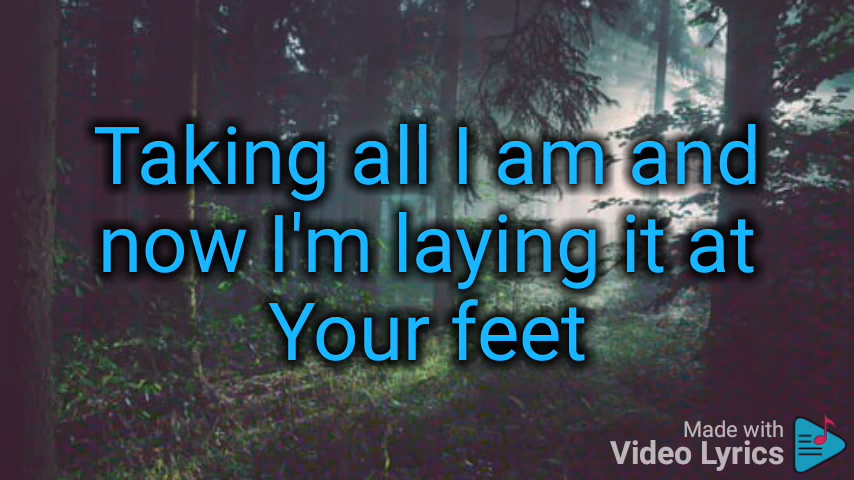 Taking all I am and
now I'm laying it at
Your feet
Made with
Video Lyrics